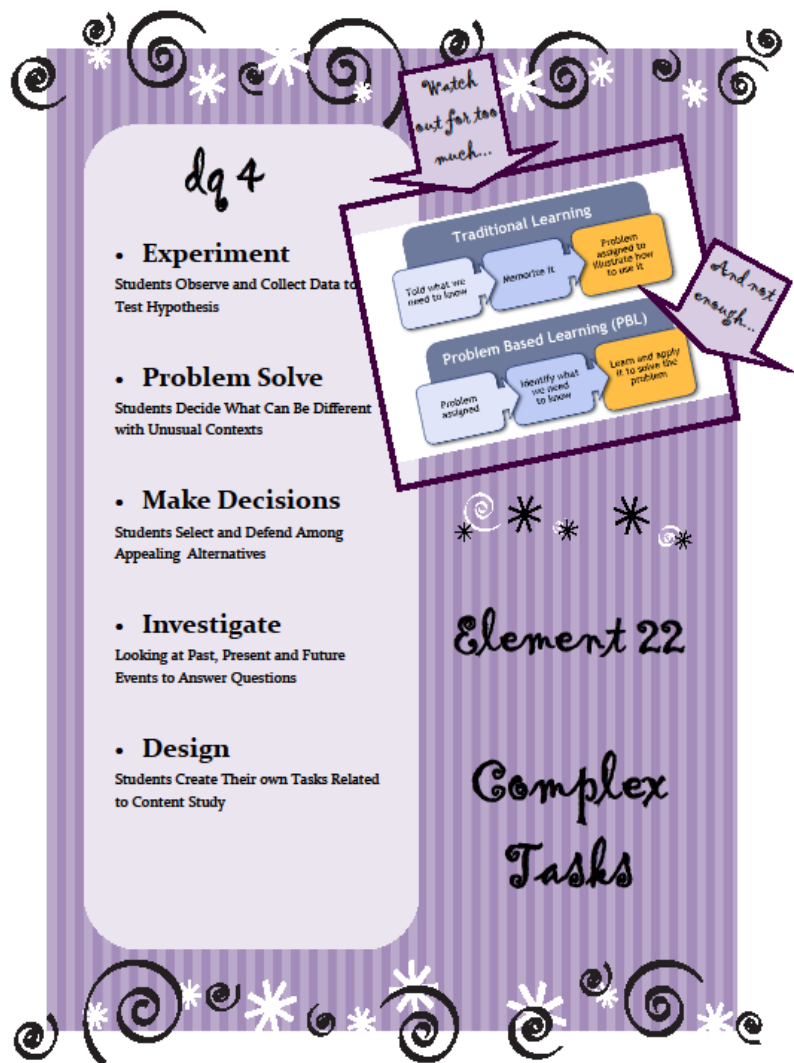 dq 4
• Experiment
Students Observe and Collect Data to
Test Hypothesis
• Problem Solve
Students Decide What Can Be Different
with Unusual Contexts
• Make Decisions
Students Select and Defend Among
Appealing Alternatives
• Investigate
Looking at Past, Present and Future
Events to Answer Questions
• Design
Students Create Their own Tasks Related
to Content Study
Watch
out for too
much...
Traditional Learning
Told what we
need to know
Memorize it
Problem
assigned to
illustrate how
to use it
And not
enough...
Problem Based Learning (PBL)
Problem
assigned
Identify what
we need
to know
Learn and apply
it to solve the
problem
Element 22
Complex
Tasks